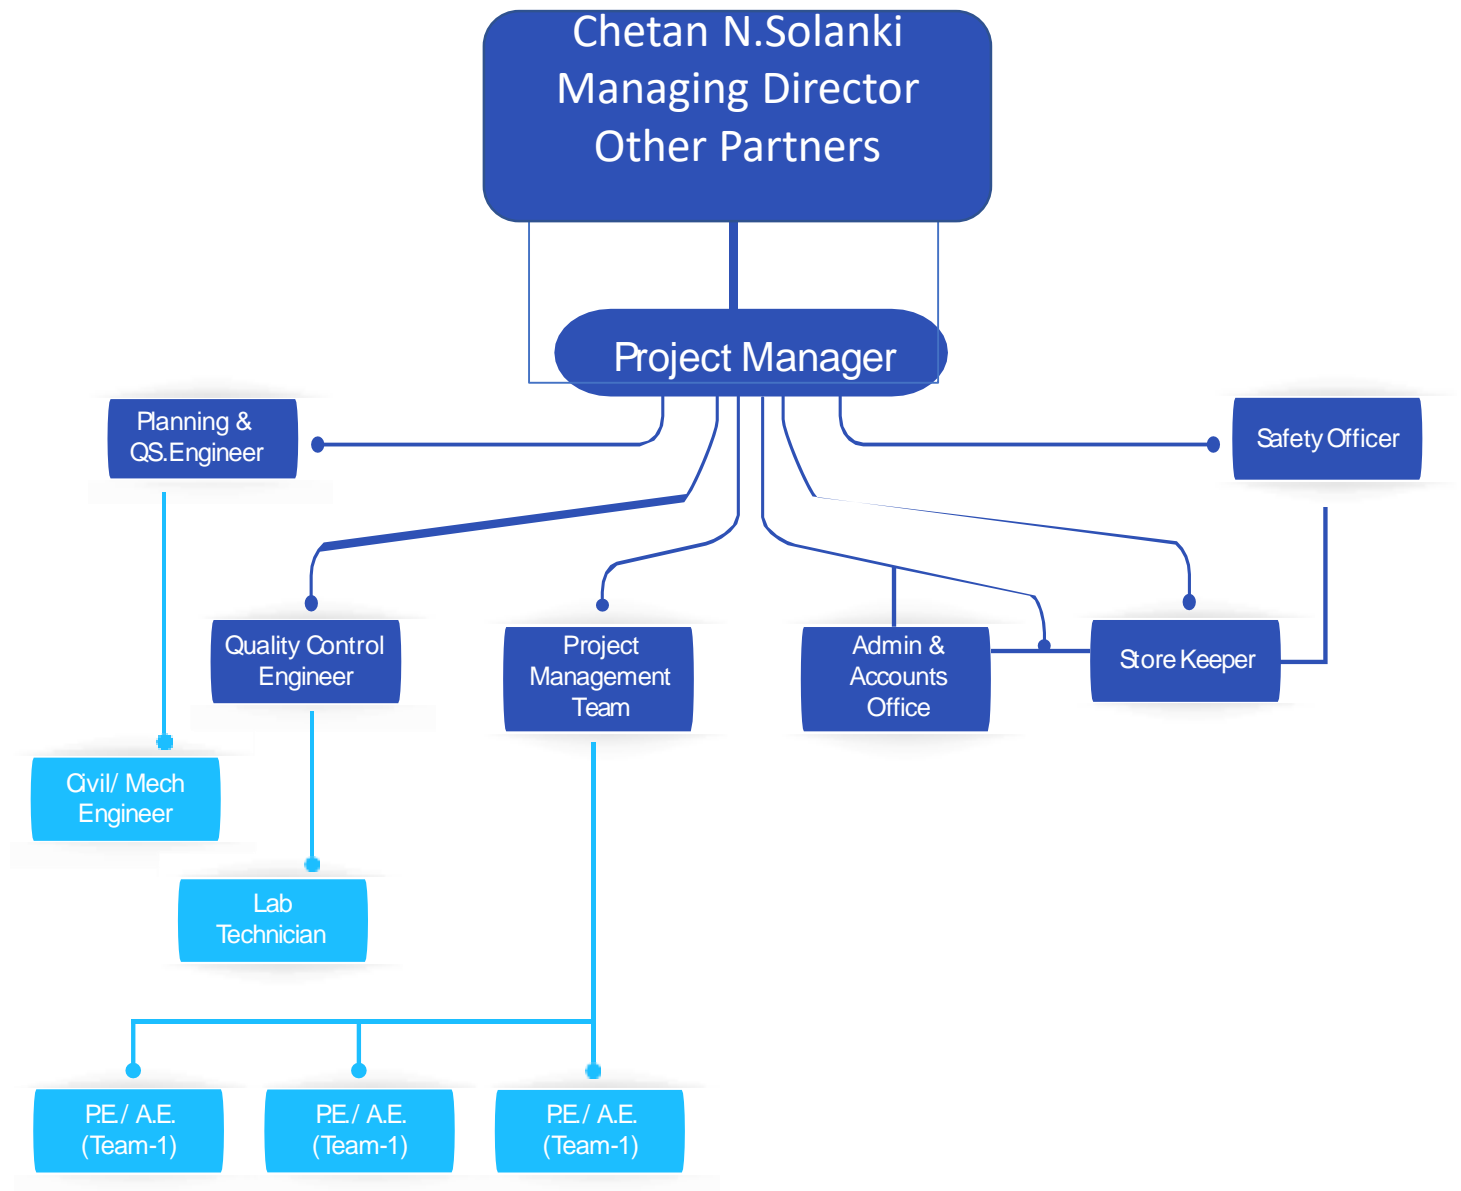 Chetan N.Solanki
Managing Director
Other Partners
Project Manager
Planning &
QS.Engineer
Safety Officer
Quality Control
Engineer
Project
Management
Team
Admin &
Accounts
Office
Store Keeper
Civil/ Mech
Engineer
Lab
Technician
P.E./ A.E.
(Team-1)
P.E./ A.E.
(Team-1)
P.E./ A.E.
(Team-1)